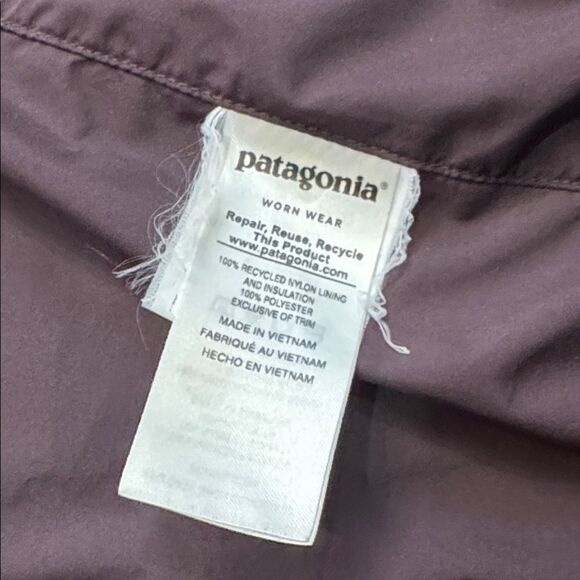 patagonia®
WORN WEAR
Repair, Reuse, Recycle
This Product
www.patagonia.com
100% RECYCLED NYLON LINING
AND INSULATION
100% POLYESTER
EXCLUSIVE OF TRIM
MADE IN VIETNAM
FABRIQUÉ AU VIETNAM
HECHO EN VIETNAM